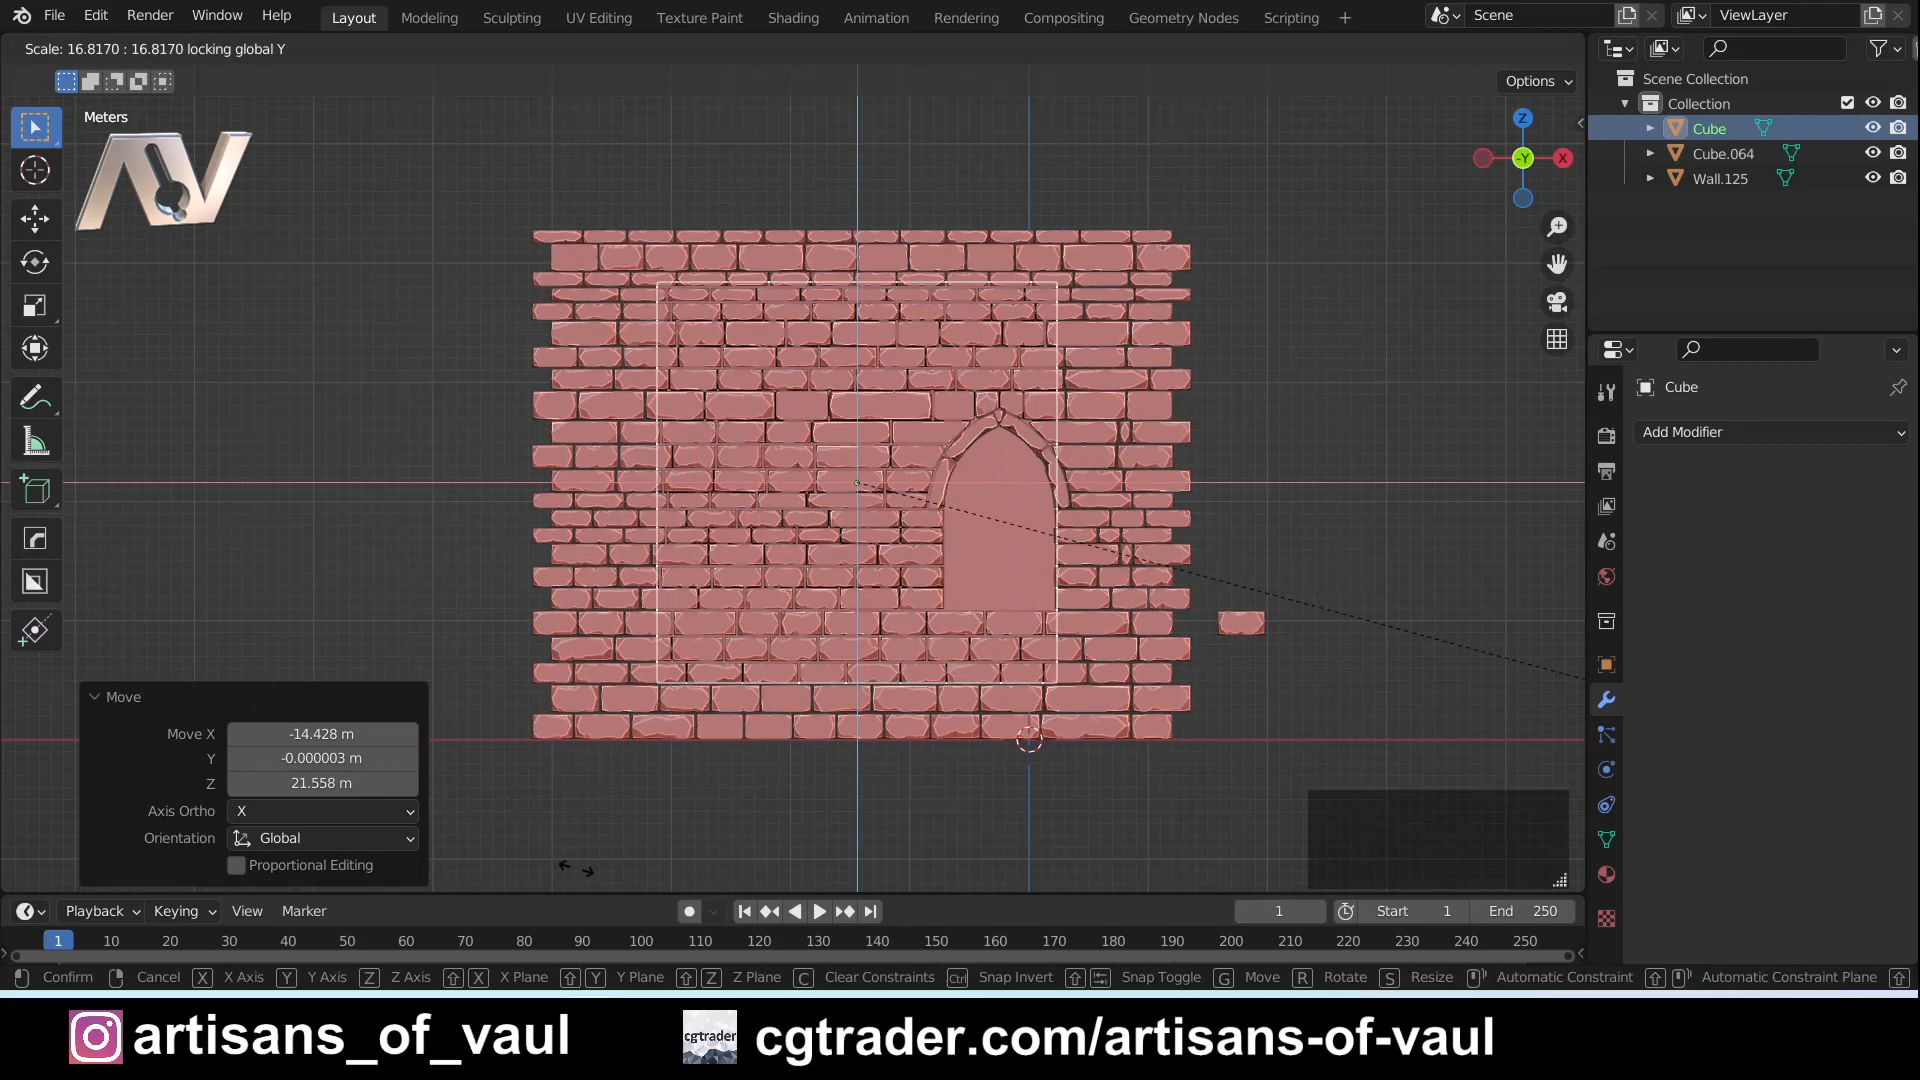 File Edit Render Window Help Layout Modeling Sculpting UV Editing Texture Paint Shading Animation Rendering Compositing Geometry Nodes Scripting + Scene ViewLayer
Scale: 16.8170 : 16.8170 locking global Y
Options
Meters
Scene Collection
Collection
Cube
Cube.064
Wall.125
Z
-Y X
Cube
Add Modifier
Move
Move X -14.428 m
Y -0.000003 m
Z 21.558 m
Axis Ortho X
Orientation Global
Proportional Editing
Playback Keying View Marker 1 Start 1 End 250
1 10 20 30 40 50 60 70 80 90 100 110 120 130 140 150 160 170 180 190 200 210 220 230 240 250
Confirm Cancel X X Axis Y Y Axis Z Z Axis X X Plane Y Y Plane Z Z Plane C Clear Constraints Ctrl Snap Invert Snap Toggle G Move R Rotate S Resize Automatic Constraint Automatic Constraint Plane
artisans_of_vaul cgtrader cgtrader.com/artisans-of-vaul